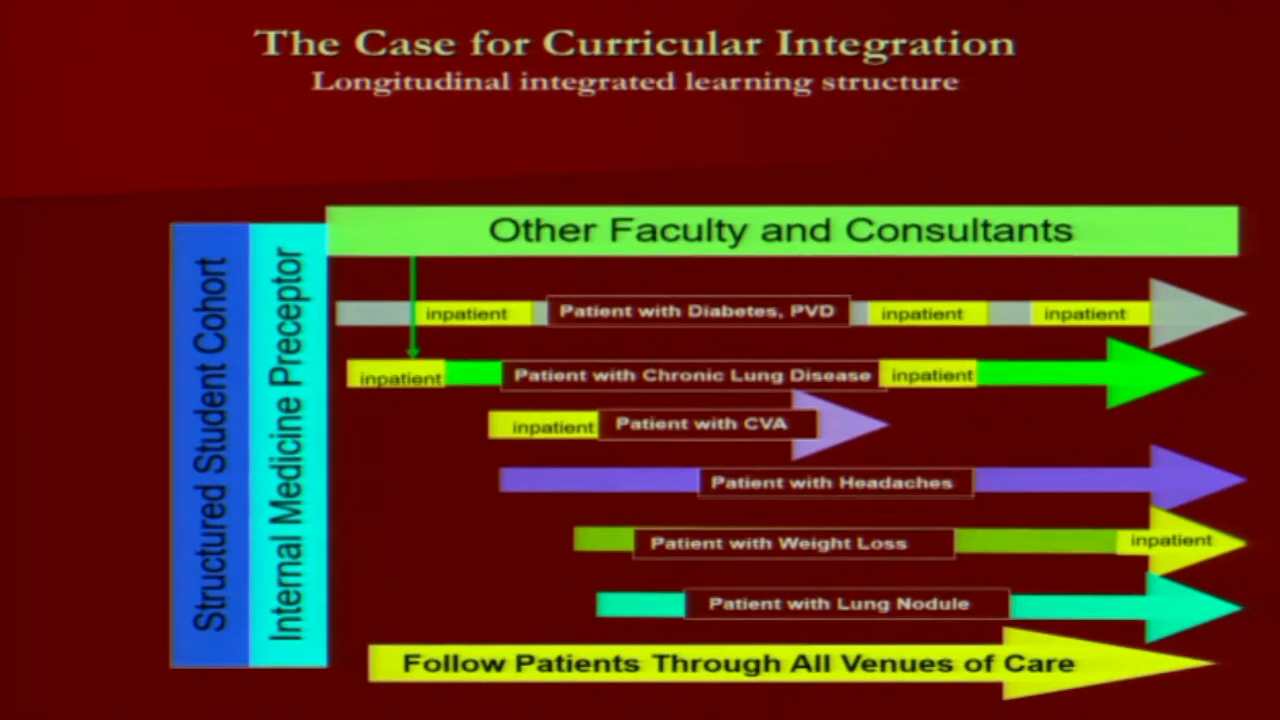 The Case for Curricular Integration
Longitudinal integrated learning structure
Structured Student Cohort
Internal Medicine Preceptor
Other Faculty and Consultants
inpatient Patient with Diabetes, PVD inpatient inpatient
inpatient Patient with Chronic Lung Disease inpatient
inpatient Patient with CVA
Patient with Headaches
Patient with Weight Loss inpatient
Patient with Lung Nodule
Follow Patients Through All Venues of Care